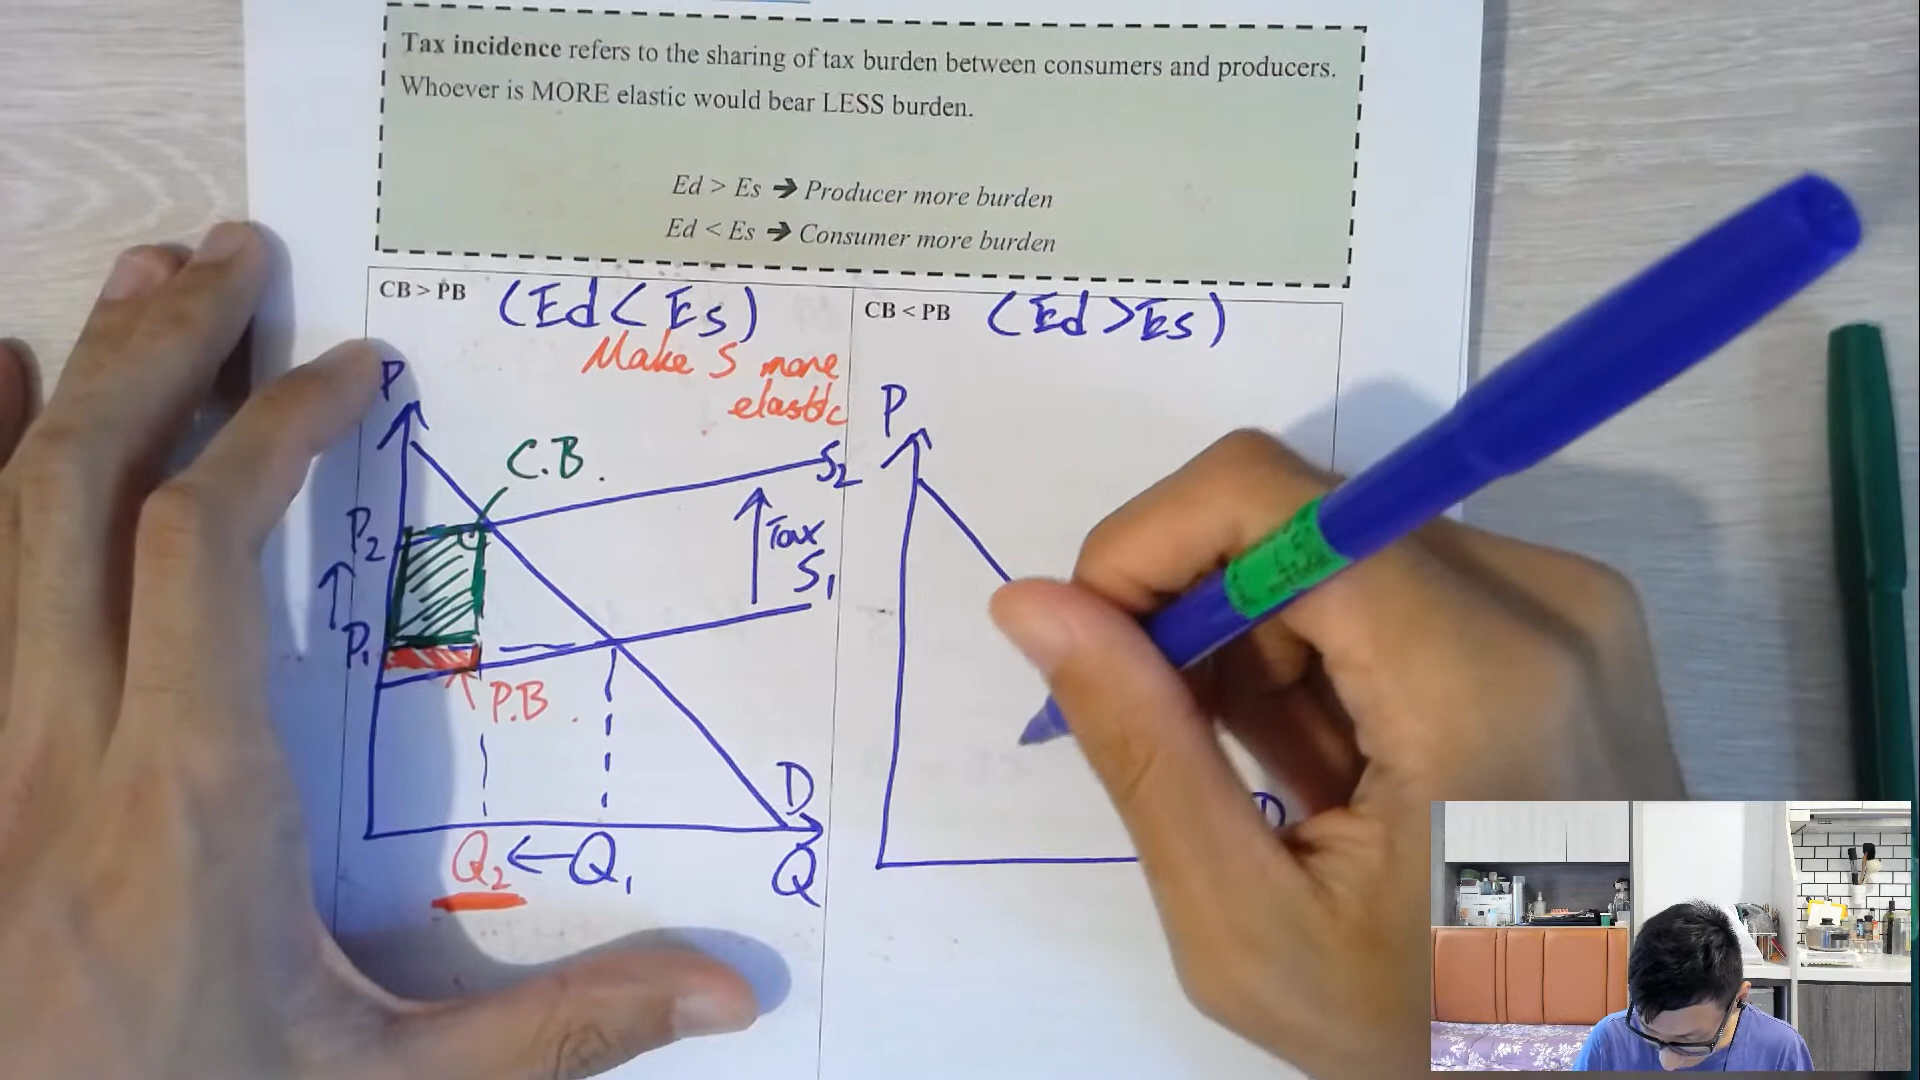 Tax incidence refers to the sharing of tax burden between consumers and producers.
Whoever is MORE elastic would bear LESS burden.
Ed > Es → Producer more burden
Ed < Es → Consumer more burden
CB > PB (Ed < Es)
Make S more
elastic
P
C.B.
S2
P2
Tax
S1
P1
P.B.
D
Q2 ← Q1
Q
CB < PB (Ed > Es)
P
D